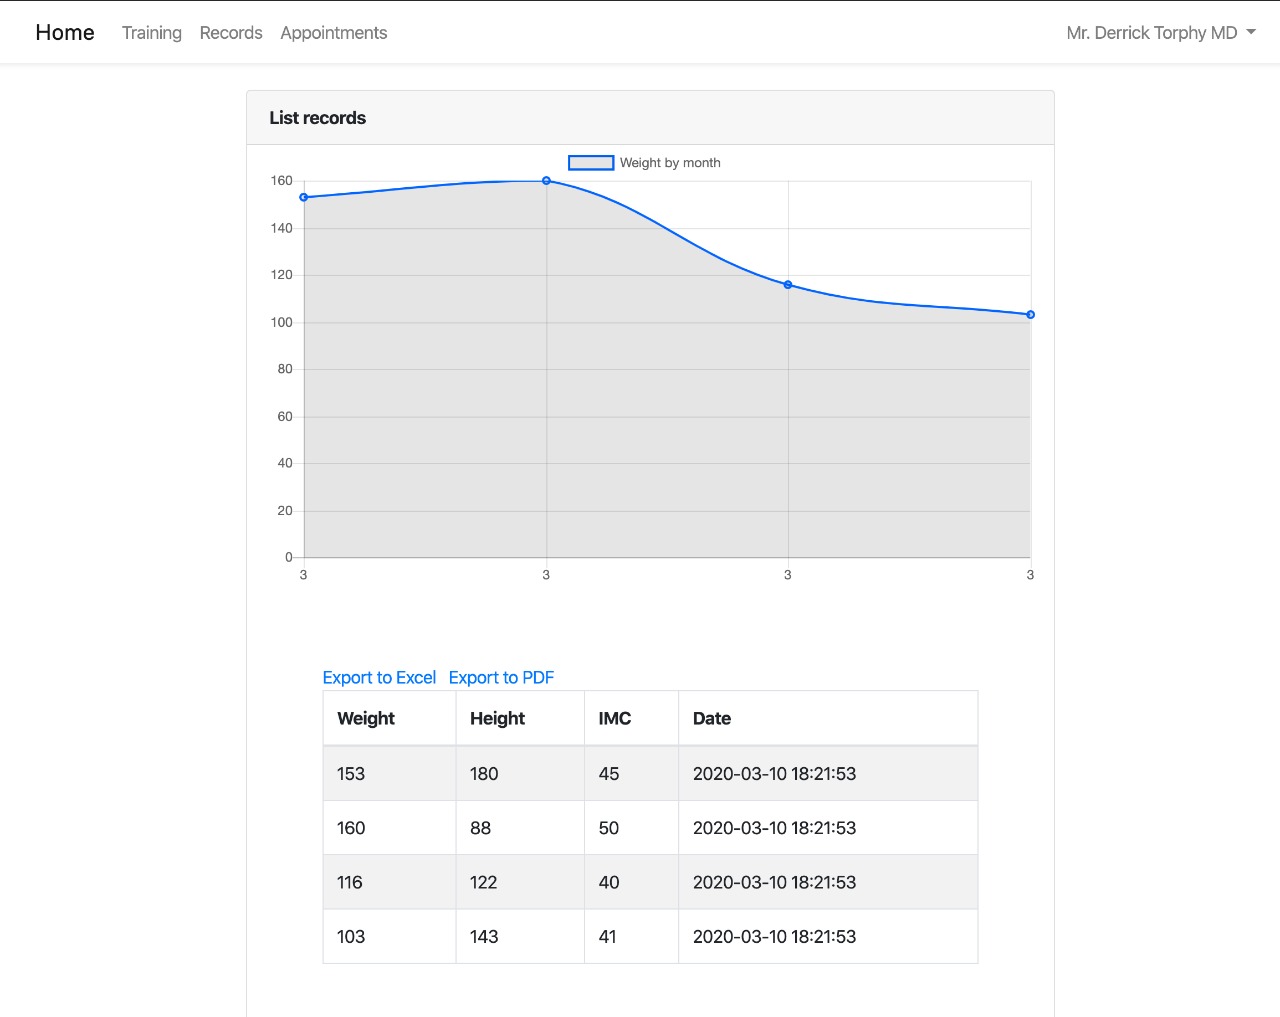 Home Training Records Appointments Mr. Derrick Torphy MD
List records
Weight by month
160
140
120
100
80
60
40
20
0
3 3 3 3
Export to Excel Export to PDF
Weight Height IMC Date
153 180 45 2020-03-10 18:21:53
160 88 50 2020-03-10 18:21:53
116 122 40 2020-03-10 18:21:53
103 143 41 2020-03-10 18:21:53